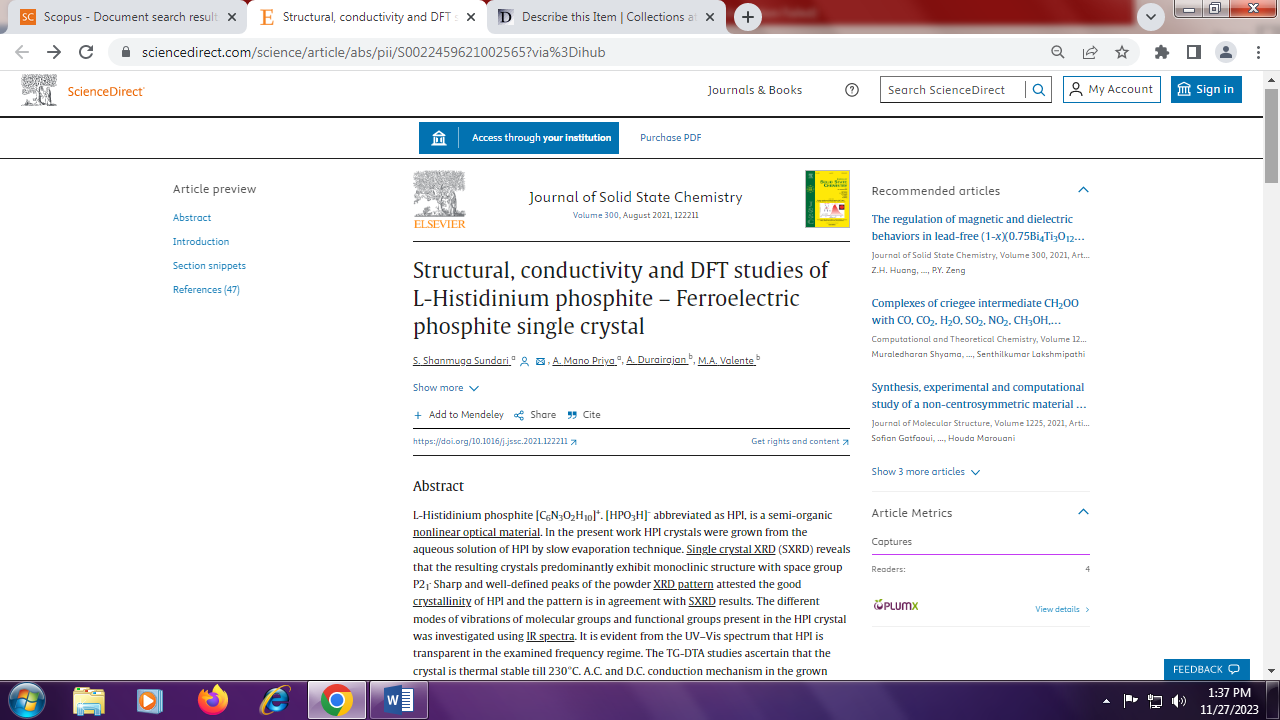 Scopus - Document search result
Structural, conductivity and DFT s
Describe this Item | Collections at
sciencedirect.com/science/article/abs/pii/S0022459621002565?via%3Dihub
ScienceDirect
Journals & Books
Search ScienceDirect
My Account
Sign in
Access through your institution
Purchase PDF
Article preview
Abstract
Introduction
Section snippets
References (47)
ELSEVIER
Journal of Solid State Chemistry
Volume 300, August 2021, 122211
Structural, conductivity and DFT studies of
L-Histidinium phosphite – Ferroelectric
phosphite single crystal
S. Shanmuga Sundari a, A. Mano Priya a, A. Durairajan b, M.A. Valente b
Show more
+ Add to Mendeley Share Cite
https://doi.org/10.1016/j.jssc.2021.122211
Get rights and content
Abstract
L-Histidinium phosphite [C₆N₃O₂H₁₀]⁺. [HPO₃H]⁻ abbreviated as HPI, is a semi-organic
nonlinear optical material. In the present work HPI crystals were grown from the
aqueous solution of HPI by slow evaporation technique. Single crystal XRD (SXRD) reveals
that the resulting crystals predominantly exhibit monoclinic structure with space group
P2₁. Sharp and well-defined peaks of the powder XRD pattern attested the good
crystallinity of HPI and the pattern is in agreement with SXRD results. The different
modes of vibrations of molecular groups and functional groups present in the HPI crystal
was investigated using IR spectra. It is evident from the UV–Vis spectrum that HPI is
transparent in the examined frequency regime. The TG-DTA studies ascertain that the
crystal is thermal stable till 230°C. A.C. and D.C. conduction mechanism in the grown
Recommended articles
The regulation of magnetic and dielectric
behaviors in lead-free (1-x)(0.75Bi₄Ti₃O₁₂...
Journal of Solid State Chemistry, Volume 300, 2021, Art...
Z.H. Huang, ..., P.Y. Zeng
Complexes of criegee intermediate CH₂OO
with CO, CO₂, H₂O, SO₂, NO₂, CH₃OH,...
Computational and Theoretical Chemistry, Volume 12...
Muraledharan Shyama, ..., Senthilkumar Lakshmipathi
Synthesis, experimental and computational
study of a non-centrosymmetric material ...
Journal of Molecular Structure, Volume 1225, 2021, Arti...
Sofian Gatfaoui, ..., Houda Marouani
Show 3 more articles
Article Metrics
Captures
Readers: 4
PLUMX
View details
FEEDBACK
1:37 PM
11/27/2023